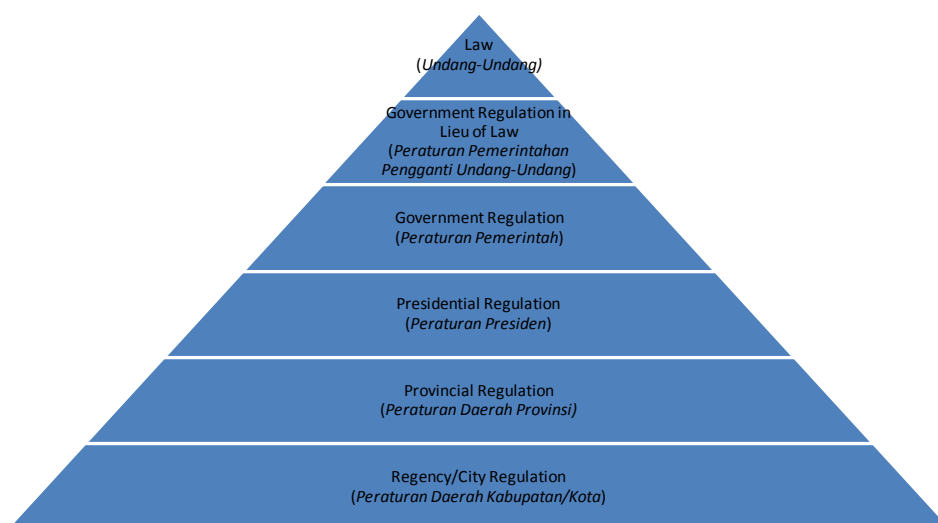 Law
(Undang-Undang)
Government Regulation in
Lieu of Law
(Peraturan Pemerintahan
Pengganti Undang-Undang)
Government Regulation
(Peraturan Pemerintah)
Presidential Regulation
(Peraturan Presiden)
Provincial Regulation
(Peraturan Daerah Provinsi)
Regency/City Regulation
(Peraturan Daerah Kabupatan/Kota)